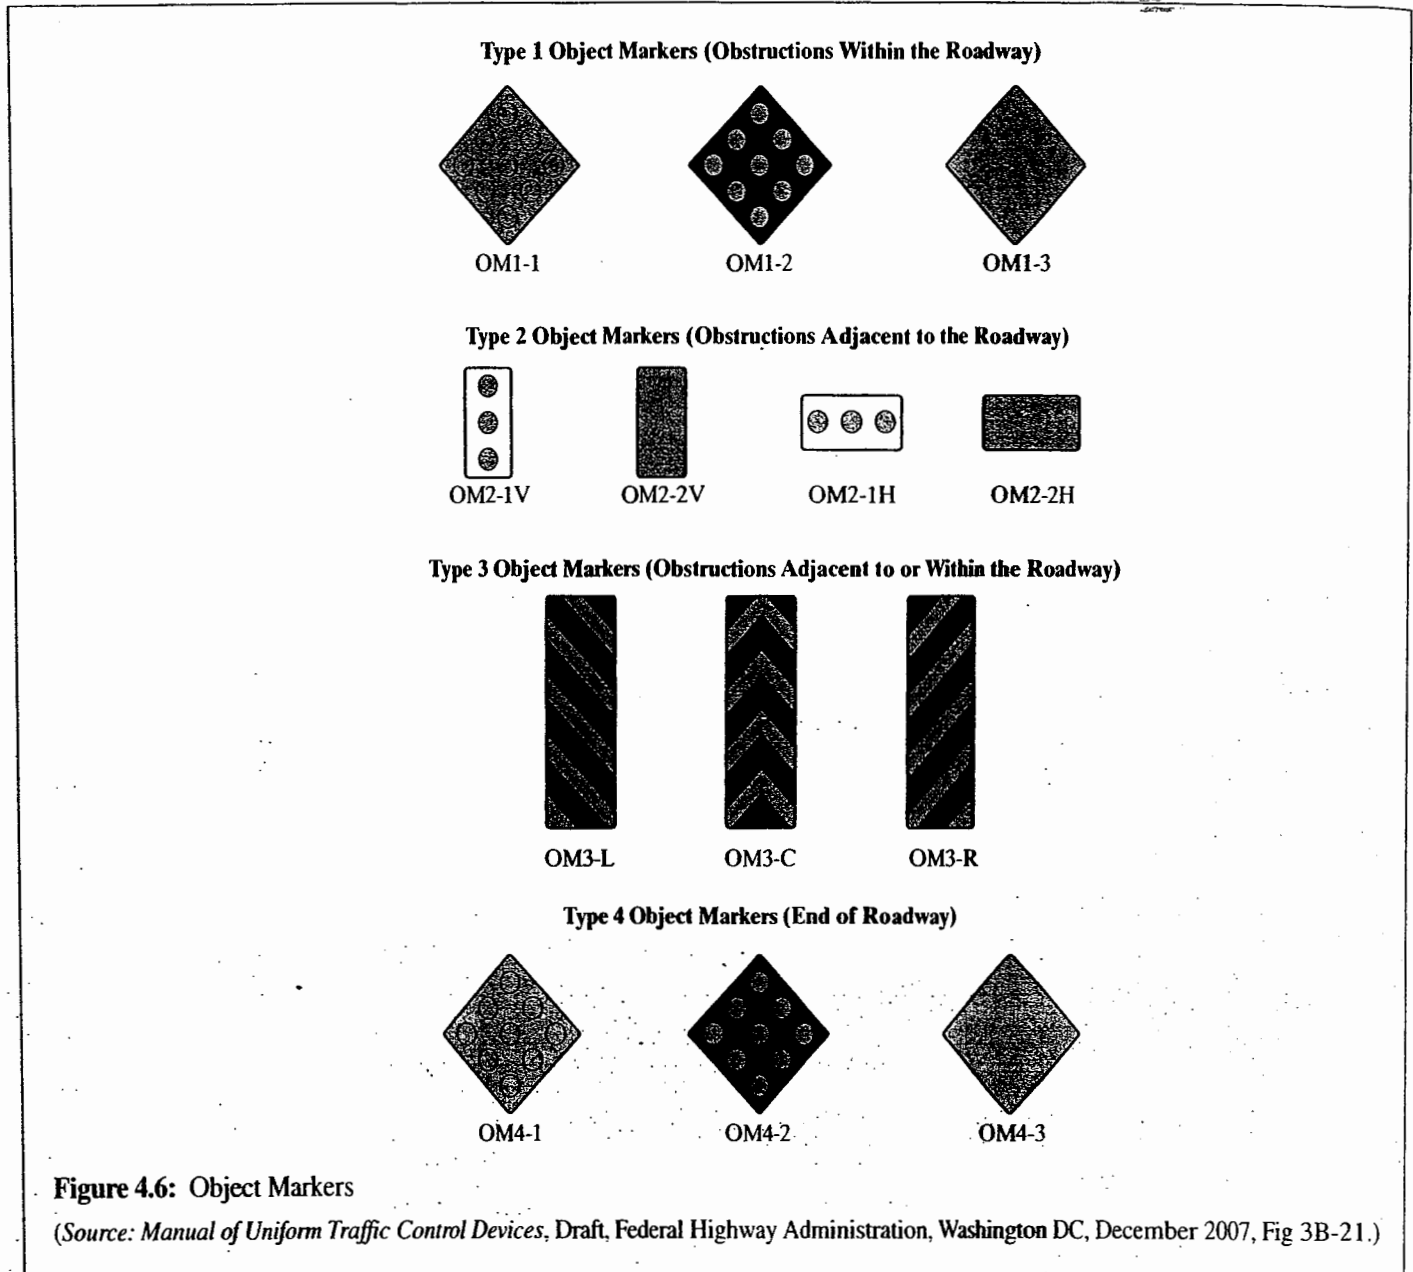 Type 1 Object Markers (Obstructions Within the Roadway)
OM1-1 OM1-2 OM1-3
Type 2 Object Markers (Obstructions Adjacent to the Roadway)
OM2-1V OM2-2V OM2-1H OM2-2H
Type 3 Object Markers (Obstructions Adjacent to or Within the Roadway)
OM3-L OM3-C OM3-R
Type 4 Object Markers (End of Roadway)
OM4-1 OM4-2 OM4-3
Figure 4.6: Object Markers
(Source: Manual of Uniform Traffic Control Devices, Draft, Federal Highway Administration, Washington DC, December 2007, Fig 3B-21.)